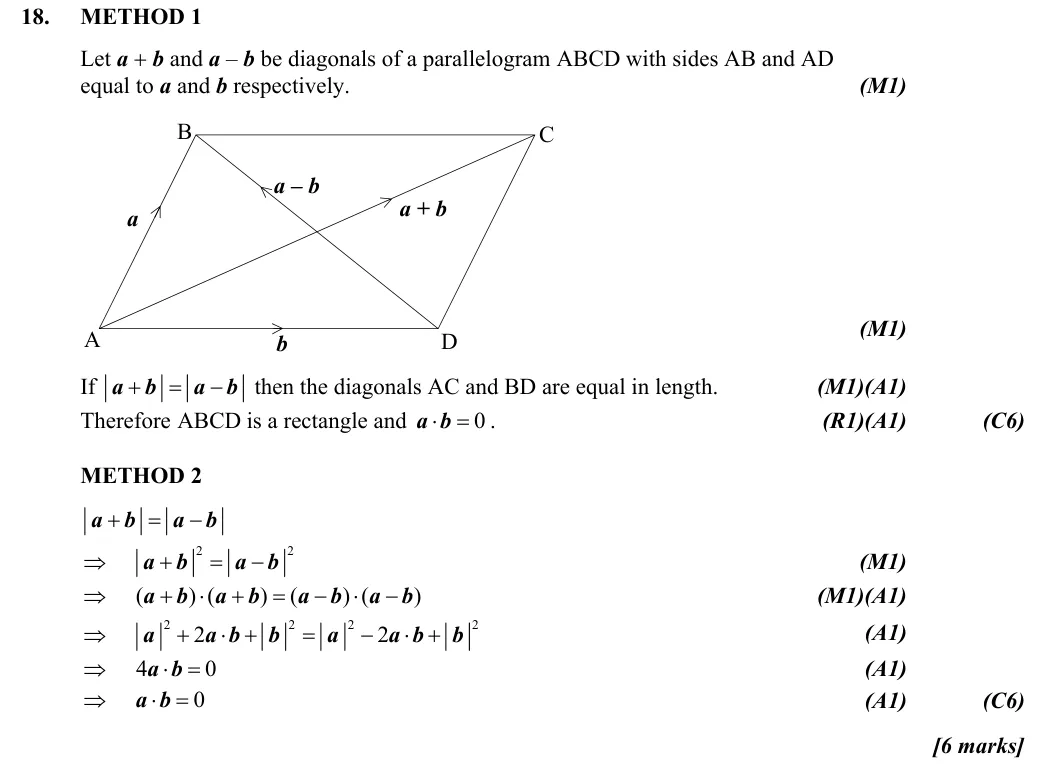 18. METHOD 1
Let a + b and a – b be diagonals of a parallelogram ABCD with sides AB and AD
equal to a and b respectively. (M1)
B C
a – b
a + b
a
A b D
(M1)
If |a + b| = |a − b| then the diagonals AC and BD are equal in length. (M1)(A1)
Therefore ABCD is a rectangle and a · b = 0 . (R1)(A1) (C6)
METHOD 2
|a + b| = |a − b|
⇒ |a + b|² = |a − b|² (M1)
⇒ (a + b) · (a + b) = (a − b) · (a − b) (M1)(A1)
⇒ |a|² + 2a · b + |b|² = |a|² − 2a · b + |b|² (A1)
⇒ 4a · b = 0 (A1)
⇒ a · b = 0 (A1) (C6)
[6 marks]